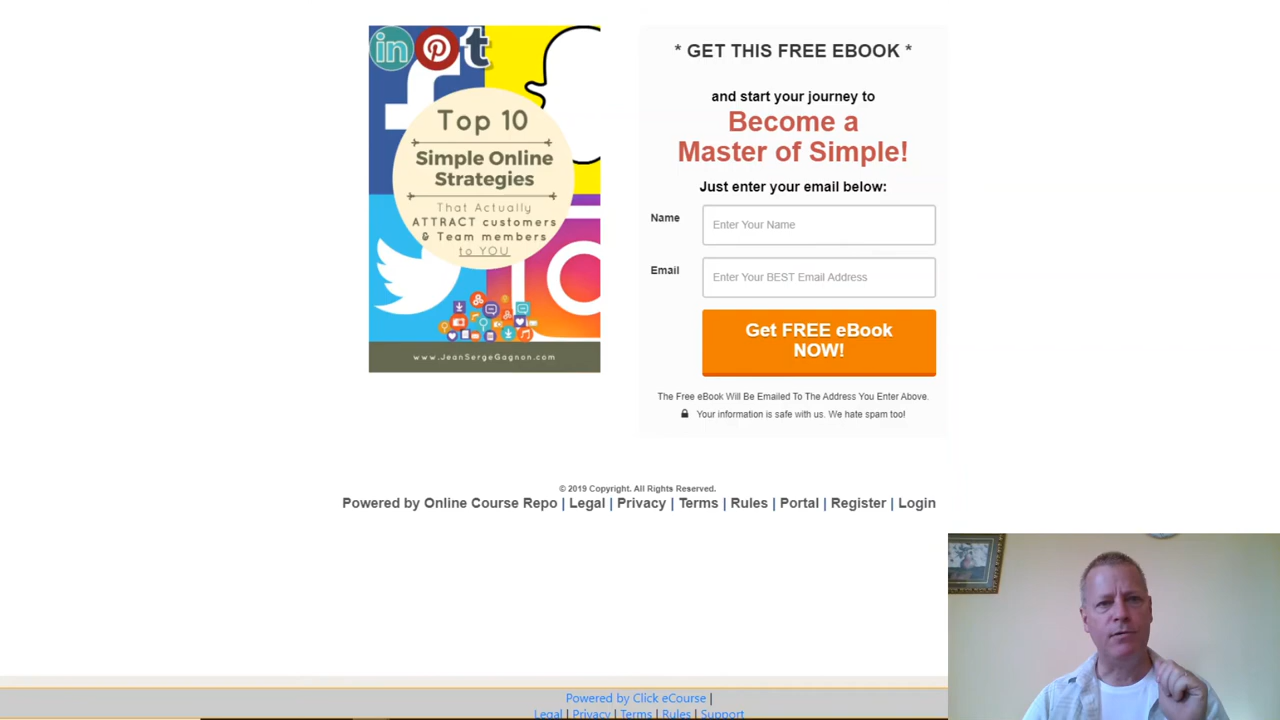 in
t
f
Top 10
Simple Online
Strategies
That Actually
ATTRACT customers
& Team members
to YOU
www.JeanSergeGagnon.com
* GET THIS FREE EBOOK *
and start your journey to
Become a
Master of Simple!
Just enter your email below:
Name
Enter Your Name
Email
Enter Your BEST Email Address
Get FREE eBook
NOW!
The Free eBook Will Be Emailed To The Address You Enter Above.
Your information is safe with us. We hate spam too!
© 2019 Copyright. All Rights Reserved.
Powered by Online Course Repo | Legal | Privacy | Terms | Rules | Portal | Register | Login
Powered by Click eCourse |
Legal | Privacy | Terms | Rules | Support